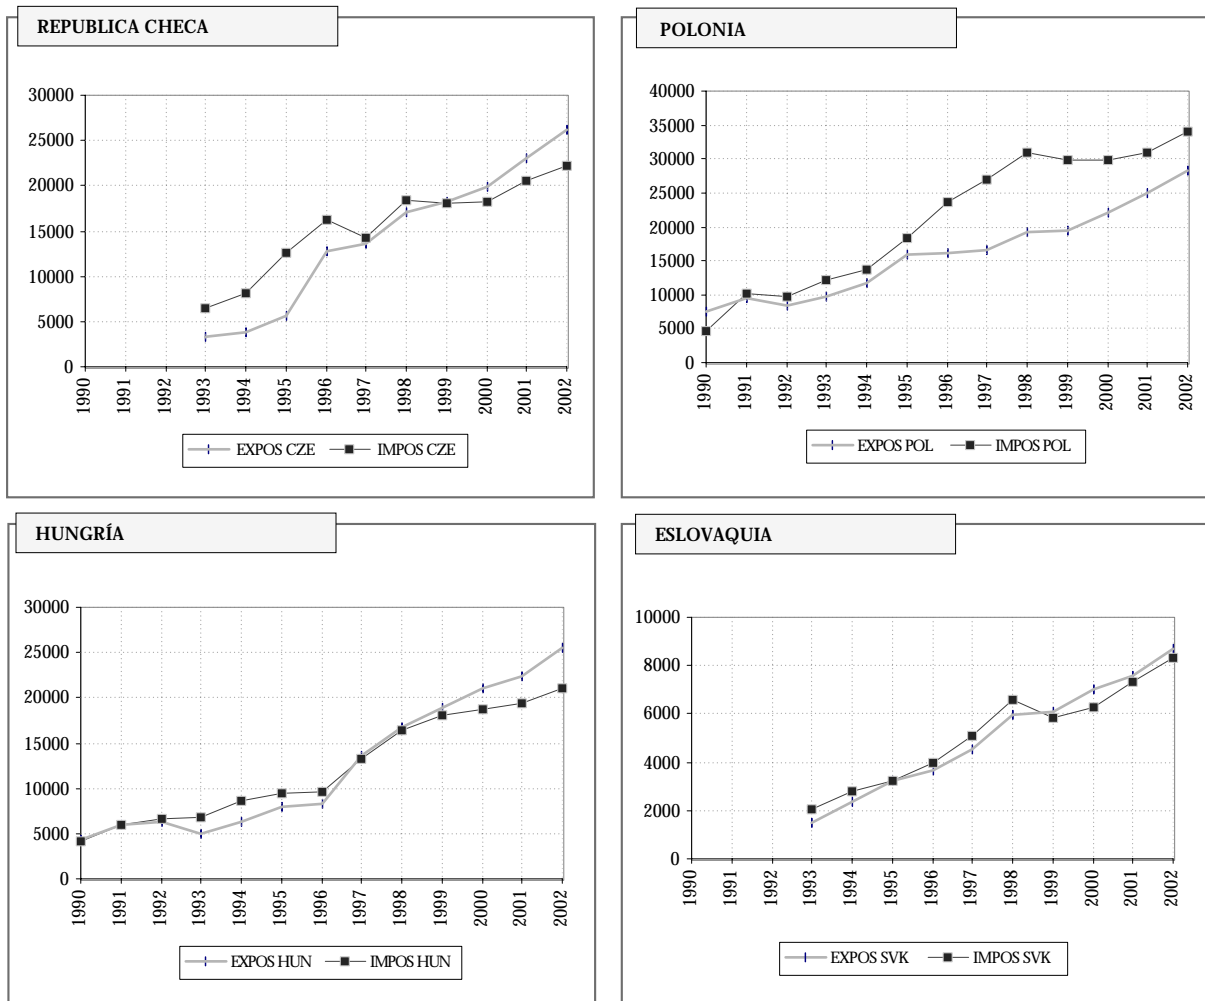 REPUBLICA CHECA
30000
25000
20000
15000
10000
5000
0
1990 1991 1992 1993 1994 1995 1996 1997 1998 1999 2000 2001 2002
EXPOS CZE IMPOS CZE
POLONIA
40000
35000
30000
25000
20000
15000
10000
5000
0
1990 1991 1992 1993 1994 1995 1996 1997 1998 1999 2000 2001 2002
EXPOS POL IMPOS POL
HUNGRÍA
30000
25000
20000
15000
10000
5000
0
1990 1991 1992 1993 1994 1995 1996 1997 1998 1999 2000 2001 2002
EXPOS HUN IMPOS HUN
ESLOVAQUIA
10000
8000
6000
4000
2000
0
1990 1991 1992 1993 1994 1995 1996 1997 1998 1999 2000 2001 2002
EXPOS SVK IMPOS SVK